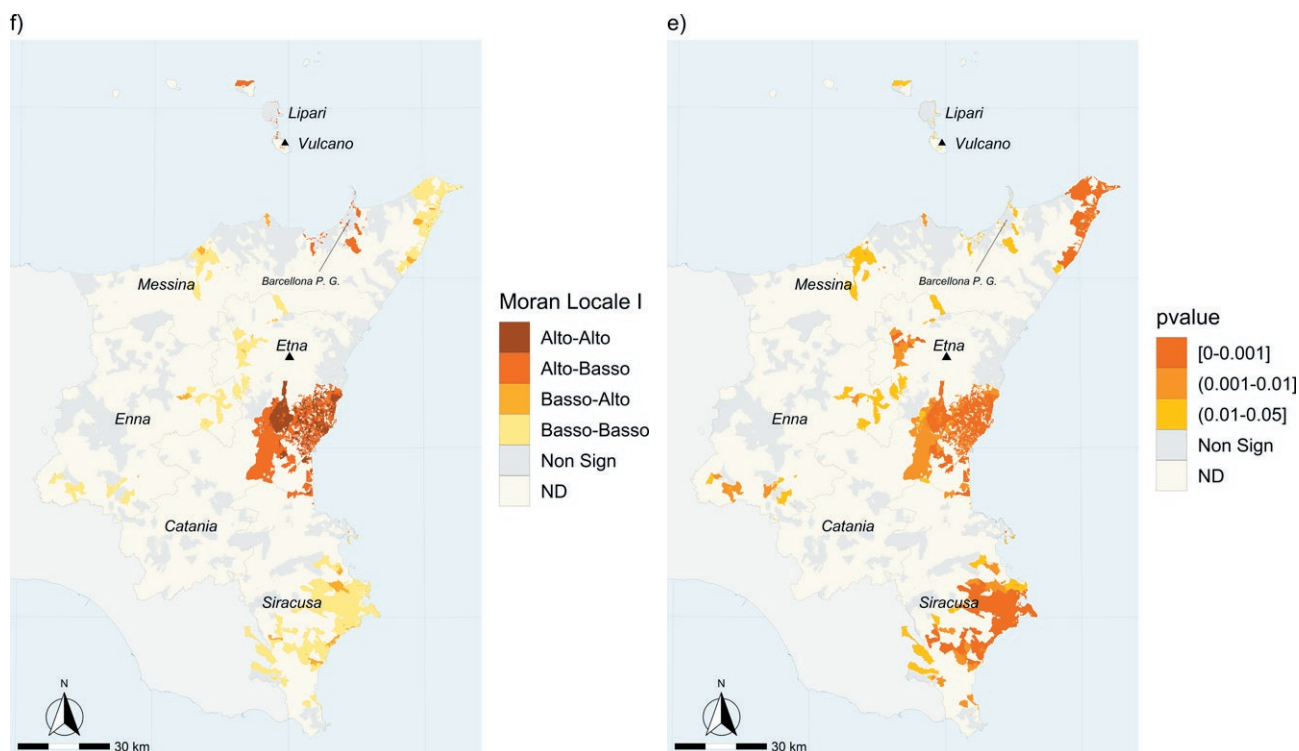 f)
Lipari
Vulcano
Barcellona P. G.
Messina
Etna
Enna
Catania
Siracusa
N
30 km
Moran Locale I
Alto-Alto
Alto-Basso
Basso-Alto
Basso-Basso
Non Sign
ND
e)
Lipari
Vulcano
Barcellona P. G.
Messina
Etna
Enna
Catania
Siracusa
N
30 km
pvalue
[0-0.001]
(0.001-0.01]
(0.01-0.05]
Non Sign
ND